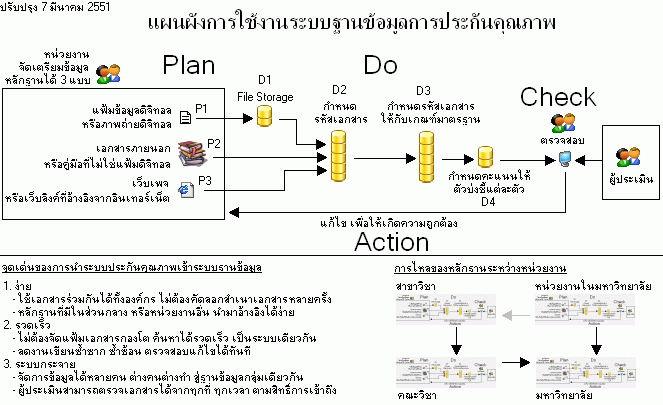 ปรับปรุง 7 มีนาคม 2551
แผนผังการใช้งานระบบฐานข้อมูลการประกันคุณภาพ
หน่วยงาน
จัดเตรียมข้อมูล
หลักฐานได้ 3 แบบ
Plan
Do
Check
D1
File Storage
D2
กำหนด
รหัสเอกสาร
D3
กำหนดรหัสเอกสาร
ให้กับเกณฑ์มาตรฐาน
ตรวจสอบ
แฟ้มข้อมูลดิจิทอล
หรือภาพถ่ายดิจิทอล
P1
เอกสารภายนอก
หรือคู่มือที่ไม่ใช่แฟ้มดิจิทอล
P2
เว็บเพจ
หรือเว็บลิงค์ที่อ้างอิงจากอินเทอร์เน็ต
P3
กำหนดคะแนนให้
ตัวบ่งชี้แต่ละตัว
D4
ผู้ประเมิน
แก้ไข เพื่อให้เกิดความถูกต้อง
Action
จุดเด่นของการนำระบบประกันคุณภาพเข้าระบบฐานข้อมูล
1. ง่าย
- ใช้เอกสารร่วมกันได้ทั้งองค์กร ไม่ต้องคัดลอกสำเนาเอกสารหลายครั้ง
- หลักฐานที่มีในส่วนกลาง หรือหน่วยงานอื่น นำมาอ้างอิงได้ง่าย
2. รวดเร็ว
- ไม่ต้องจัดแฟ้มเอกสารกองโต ค้นหาได้รวดเร็ว เป็นระบบเดียวกัน
- ลดงานเขียนซ้ำซาก ซ้ำซ้อน ตรวจสอบแก้ไขได้ทันที
3. ระบบกระจาย
- จัดการข้อมูลได้หลายคน ต่างคนต่างทำ สู่ฐานข้อมูลกลุ่มเดียวกัน
- ผู้ประเมินสามารถตรวจเอกสารได้จากทุกที่ ทุกเวลา ตามสิทธิ์การเข้าถึง
การไหลของหลักฐานระหว่างหน่วยงาน
สาขาวิชา
หน่วยงานในมหาวิทยาลัย
คณะวิชา
มหาวิทยาลัย